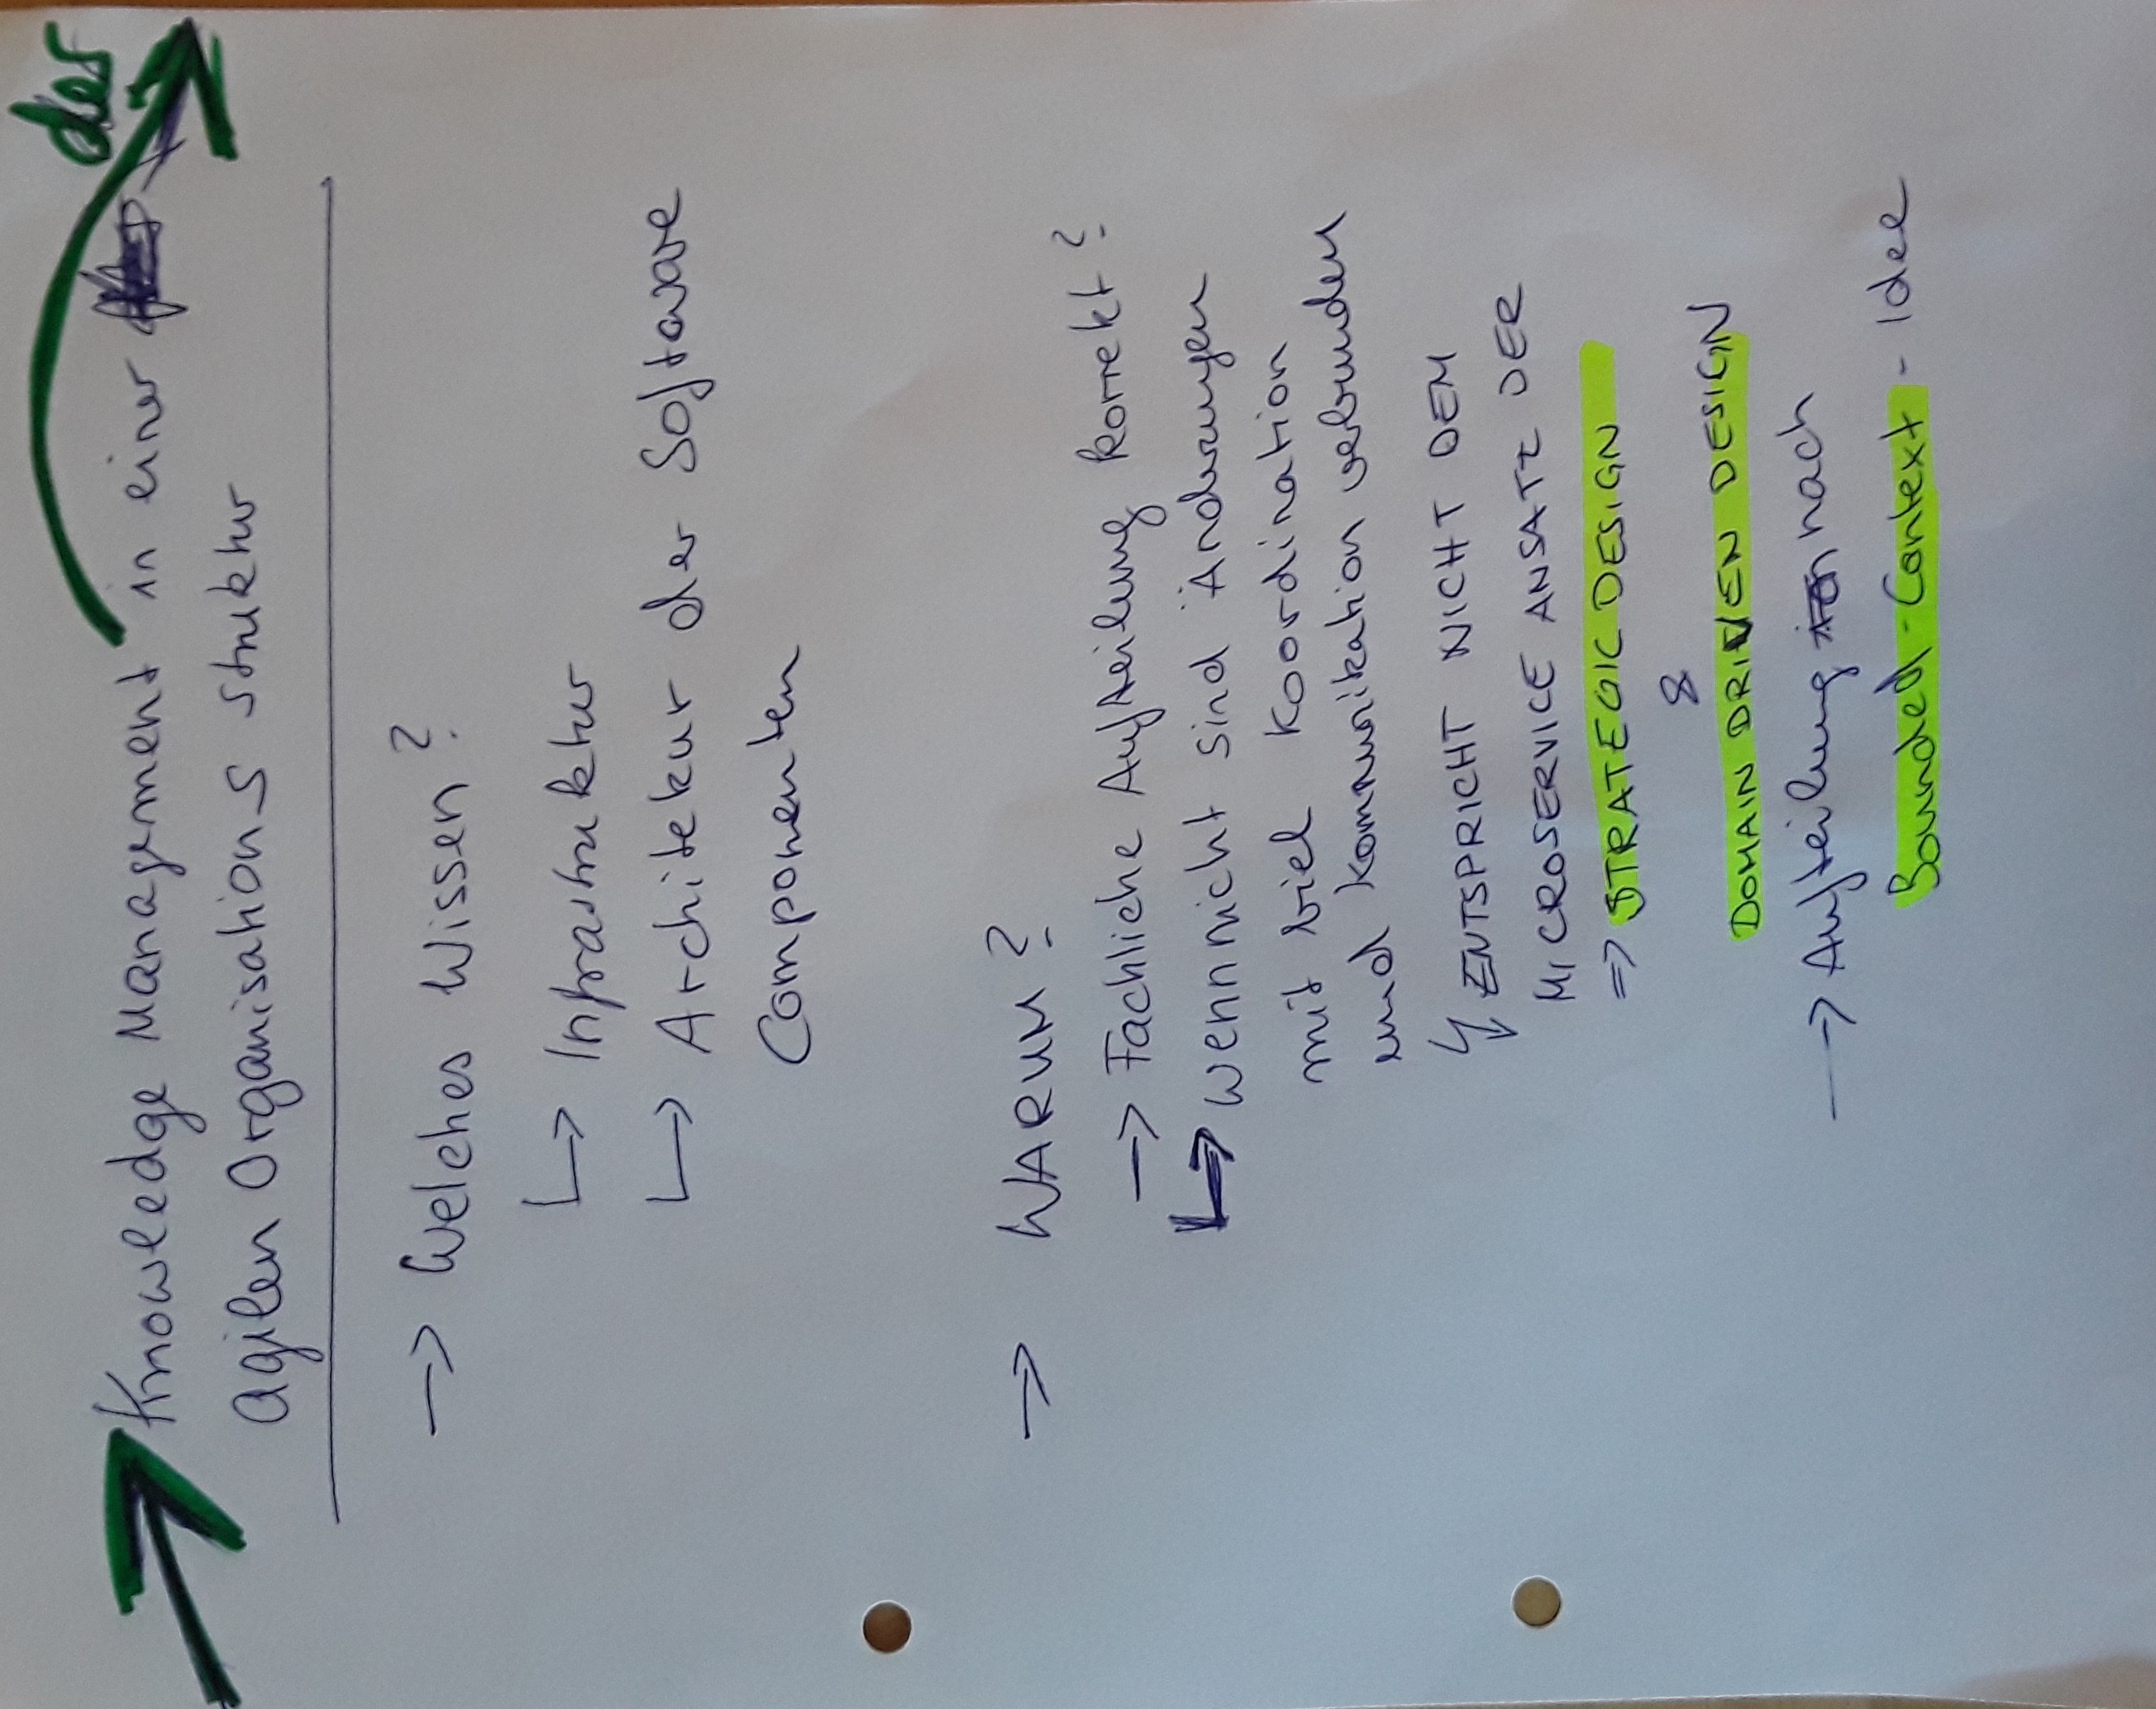 des
Knowledge Management in einer
agilen Organisations struktur
-> Welches Wissen?
↳ Infrastruktur
↳ Architekur der Software
Componenten
-> WARUM?
-> Fachliche Aufteilung korrekt?
↳ wenn nicht sind Änderungen
mit viel Koordination
und Kommunikation verbunden
↯ ENTSPRICHT NICHT DEM
MICROSERVICE ANSATZ DER
=> STRATEGIC DESIGN
&
DOMAIN DRIVEN DESIGN
-> Aufteilung nach
Bounded-Context-Idee